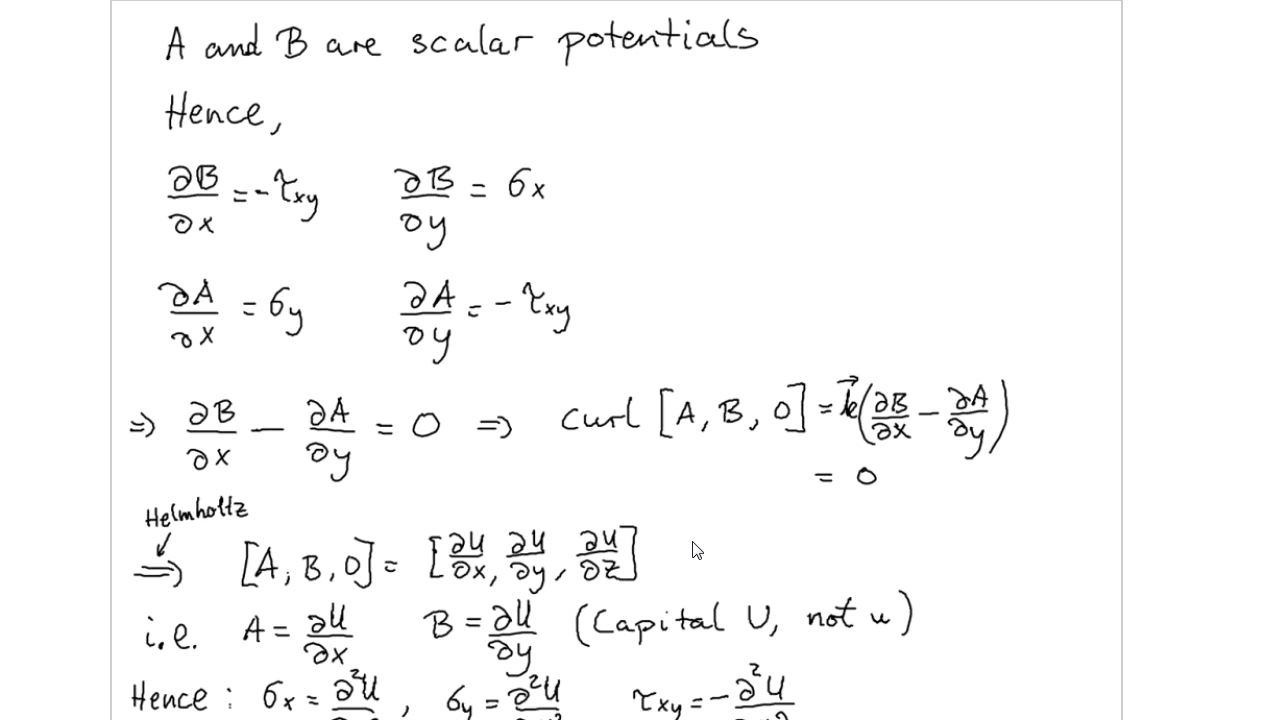 A and B are scalar potentials
Hence,
∂B/∂x = -τxy    ∂B/∂y = σx
∂A/∂x = σy    ∂A/∂y = -τxy
⇒ ∂B/∂x - ∂A/∂y = 0 ⇒ curl [A, B, 0] = k⃗(∂B/∂x - ∂A/∂y)
= 0
Helmholtz
⇒ [A, B, 0] = [∂U/∂x, ∂U/∂y, ∂U/∂z]
i.e. A = ∂U/∂x    B = ∂U/∂y (Capital U, not u)
Hence: σx = ∂²U, σy = ∂²U    τxy = -∂²U